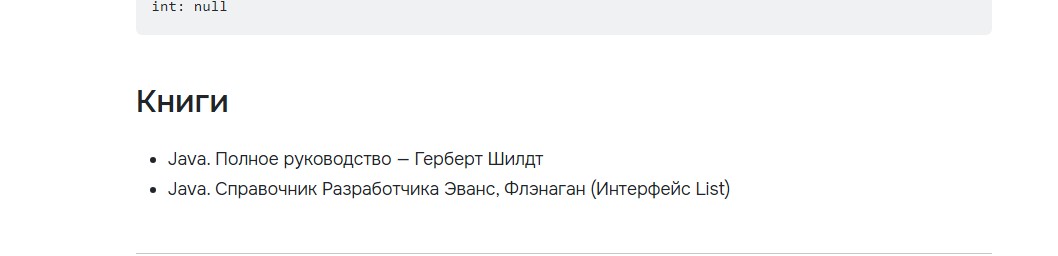 int: null
Книги
Java. Полное руководство — Герберт Шилдт
Java. Справочник Разработчика Эванс, Флэнаган (Интерфейс List)